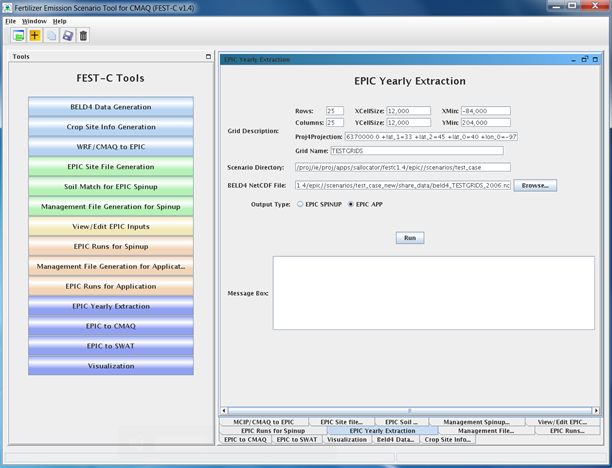 Fertilizer Emission Scenario Tool for CMAQ (FEST-C v1.4)
File Window Help
Tools
FEST-C Tools
BELD4 Data Generation
Crop Site Info Generation
WRF/CMAQ to EPIC
EPIC Site File Generation
Soil Match for EPIC Spinup
Management File Generation for Spinup
View/Edit EPIC Inputs
EPIC Runs for Spinup
Management File Generation for Applicat...
EPIC Runs for Application
EPIC Yearly Extraction
EPIC to CMAQ
EPIC to SWAT
Visualization
EPIC Yearly Extraction
EPIC Yearly Extraction
Grid Description:
Rows: 25 XCellSize: 12,000 XMin: -84,000
Columns: 25 YCellSize: 12,000 YMin: 204,000
Proj4Projection: 6370000.0 +lat_1=33 +lat_2=45 +lat_0=40 +lon_0=-97
Grid Name: TESTGRIDS
Scenario Directory: /proj/ie/proj/apps/sallocator/festc1.4/epic//scenarios/test_case
BELD4 NetCDF File: 1.4/epic//scenarios/test_case_new/share_data/beld4_TESTGRIDS_2006.nc Browse...
Output Type: EPIC SPINUP EPIC APP
Run
Message Box:
MCIP/CMAQ to EPIC EPIC Site file... EPIC Soil ... Management Spinup... View/Edit EPIC...
EPIC Runs for Spinup EPIC Yearly Extraction Management File... EPIC Runs...
EPIC to CMAQ EPIC to SWAT Visualization Beld4 Data... Crop Site Info...